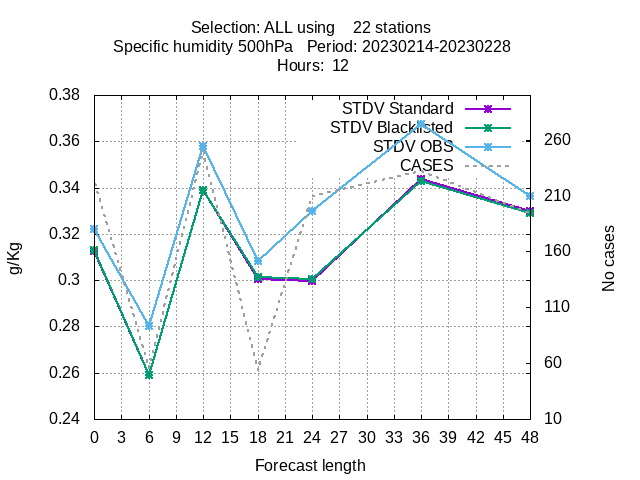 Selection: ALL using    22 stations
Specific humidity 500hPa   Period: 20230214-20230228
Hours:  12
0.38
0.36
0.34
0.32
0.3
0.28
0.26
0.24
g/Kg
STDV Standard
STDV Blacklisted
STDV OBS
CASES
260
210
160
110
60
10
No cases
0 3 6 9 12 15 18 21 24 27 30 33 36 39 42 45 48
Forecast length